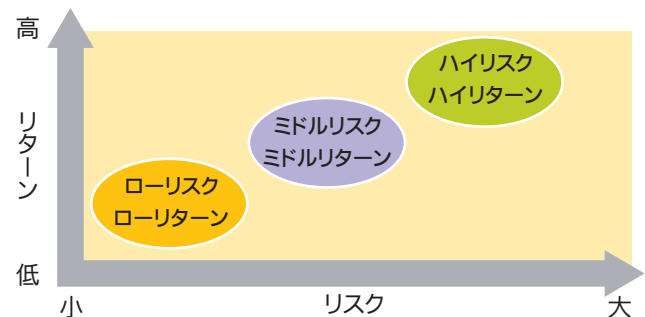 高
リターン
低
ハイリスク
ハイリターン
ミドルリスク
ミドルリターン
ローリスク
ローリターン
小
リスク
大